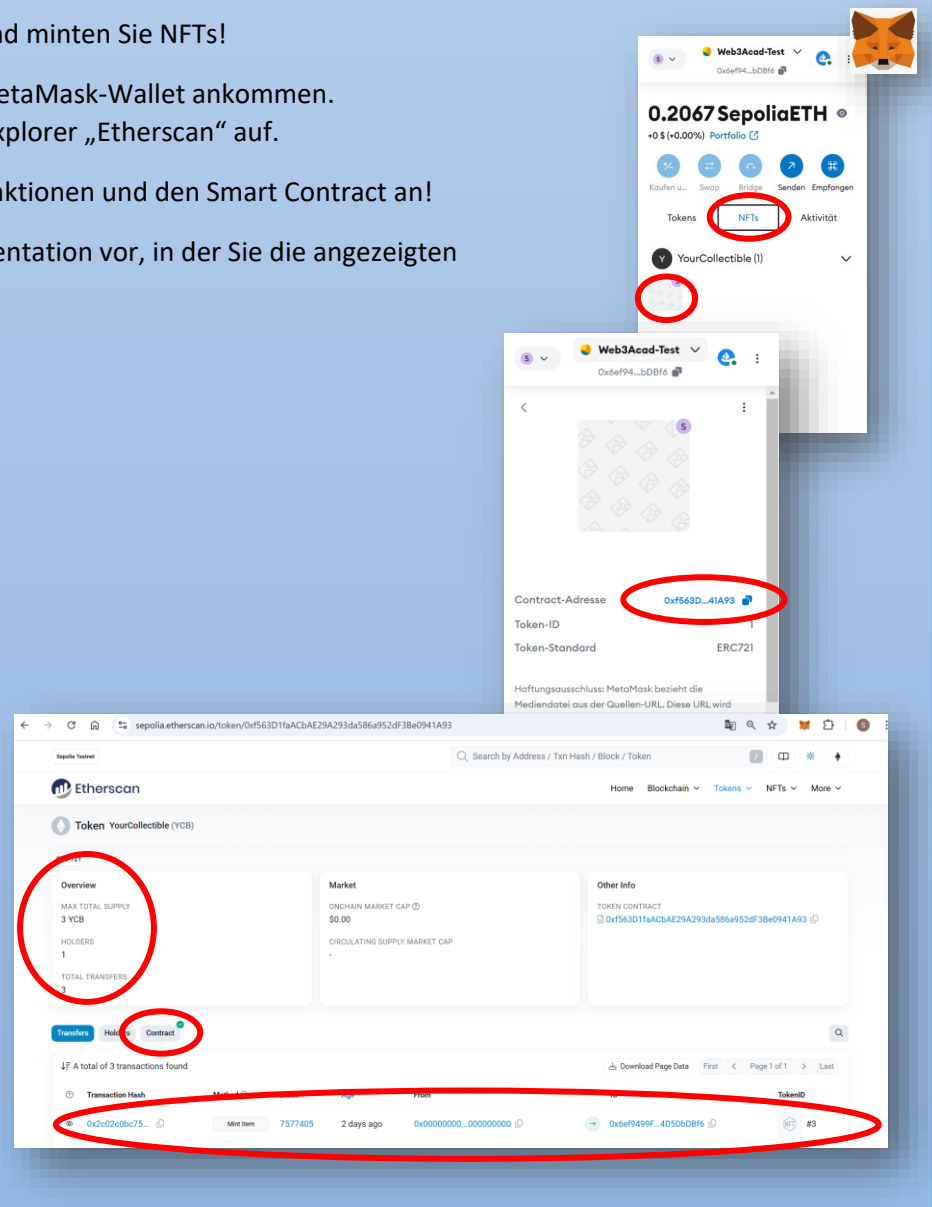 nd minten Sie NFTs!
etaMask-Wallet ankommen.
xplorer „Etherscan“ auf.
aktionen und den Smart Contract an!
entation vor, in der Sie die angezeigten
S
Web3Acad-Test
0x6ef94...bDBf6
0.2067 SepoliaETH
+0 $ (+0.00%) Portfolio
Kaufen u... Swap Bridge Senden Empfangen
Tokens NFTs Aktivität
Y YourCollectible (1)
S
S
Web3Acad-Test
0x6ef94...bDBf6
S
Contract-Adresse 0xf563D...41A93
Token-ID 1
Token-Standard ERC721
Haftungsausschluss: MetaMask bezieht die
Mediendatei aus der Quellen-URL. Diese URL wird
sepolia.etherscan.io/token/0xf563D1faACbAE29A293da586a952dF3Be0941A93
S
Sepolia Testnet
Search by Address / Txn Hash / Block / Token /
Etherscan
Home Blockchain Tokens NFTs More
Token YourCollectible (YCB)
Overview Market Other Info
MAX TOTAL SUPPLY ONCHAIN MARKET CAP TOKEN CONTRACT
3 YCB $0.00 0xf563D1faACbAE29A293da586a952dF3Be0941A93
HOLDERS CIRCULATING SUPPLY MARKET CAP
1 -
TOTAL TRANSFERS
3
Transfers Holders Contract
A total of 3 transactions found Download Page Data First Page 1 of 1 Last
Transaction Hash Method Age From TokenID
0x2c02c0bc75... Mint Item 7577405 2 days ago 0x00000000...000000000 0x6ef9499F...4D5DbDBf6 NFT #3